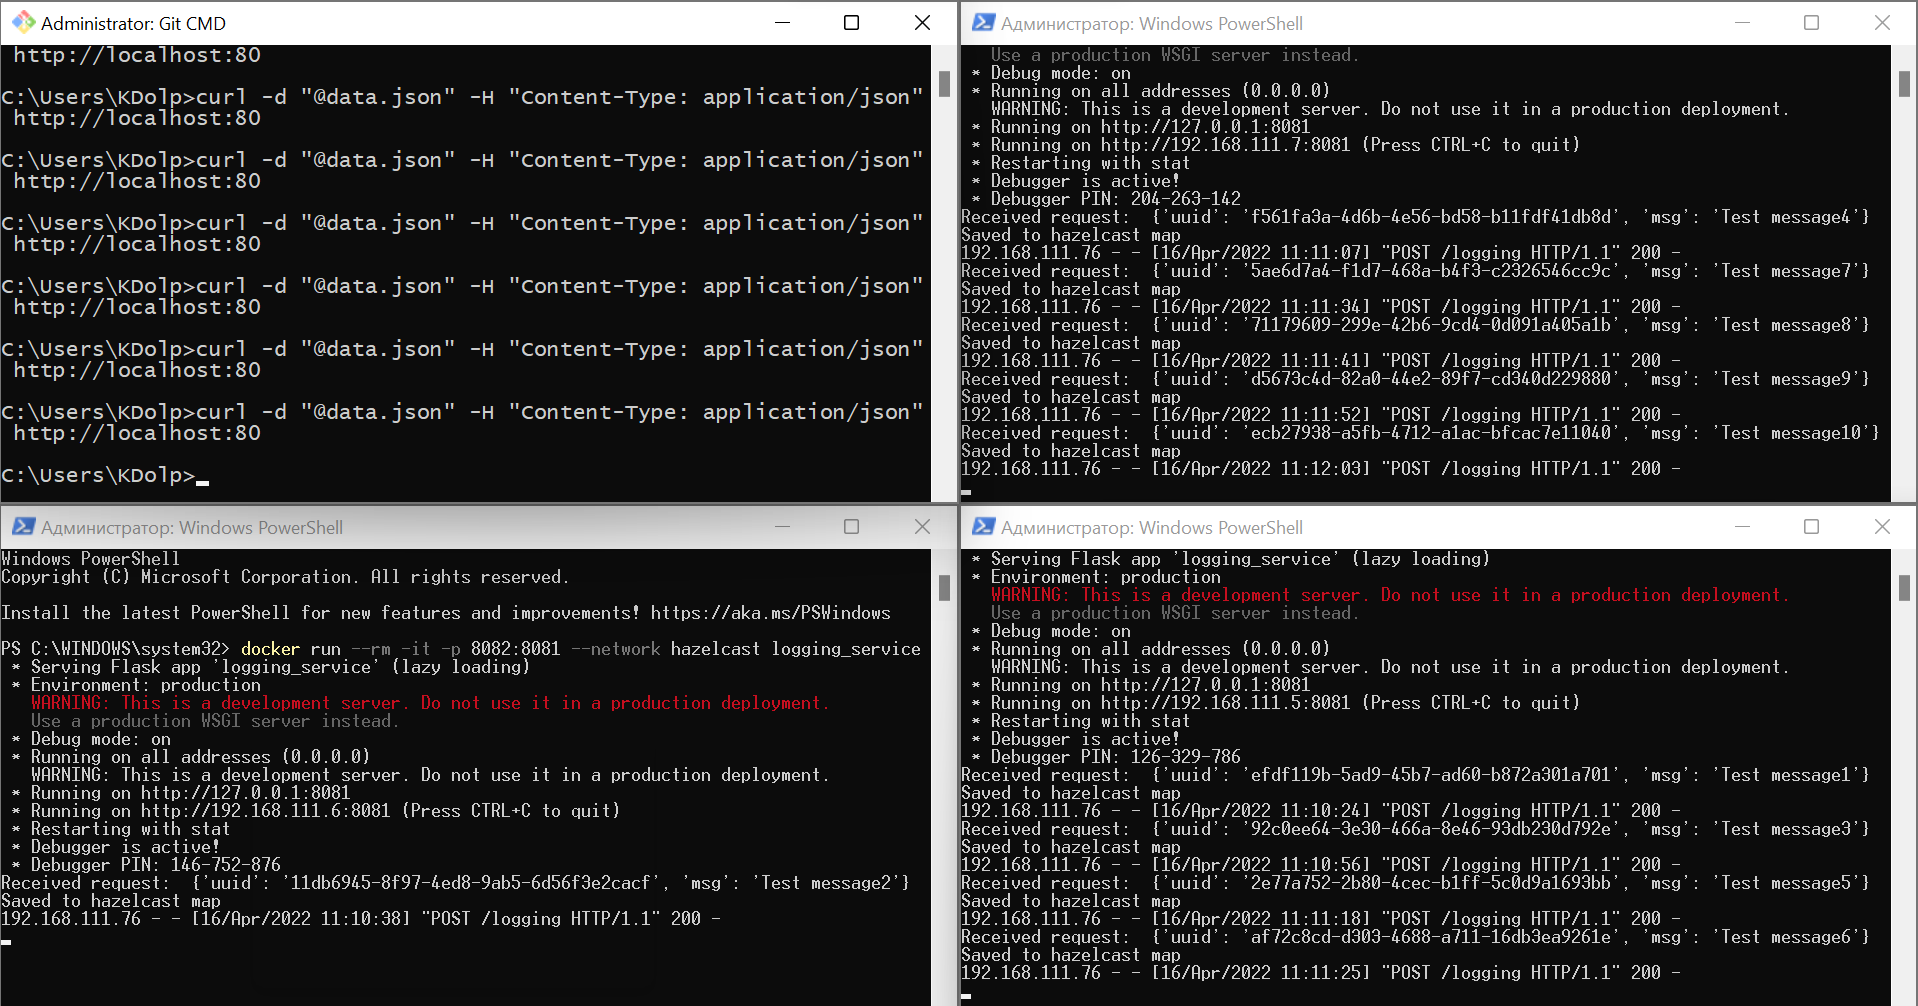 Administrator: Git CMD
http://localhost:80
C:\Users\KDolp>curl -d "@data.json" -H "Content-Type: application/json"
http://localhost:80
C:\Users\KDolp>curl -d "@data.json" -H "Content-Type: application/json"
http://localhost:80
C:\Users\KDolp>curl -d "@data.json" -H "Content-Type: application/json"
http://localhost:80
C:\Users\KDolp>curl -d "@data.json" -H "Content-Type: application/json"
http://localhost:80
C:\Users\KDolp>curl -d "@data.json" -H "Content-Type: application/json"
http://localhost:80
C:\Users\KDolp>curl -d "@data.json" -H "Content-Type: application/json"
http://localhost:80
C:\Users\KDolp>
Администратор: Windows PowerShell
Use a production WSGI server instead.
* Debug mode: on
* Running on all addresses (0.0.0.0)
WARNING: This is a development server. Do not use it in a production deployment.
* Running on http://127.0.0.1:8081
* Running on http://192.168.111.7:8081 (Press CTRL+C to quit)
* Restarting with stat
* Debugger is active!
* Debugger PIN: 204-263-142
Received request:  {'uuid': 'f561fa3a-4d6b-4e56-bd58-b11fdf41db8d', 'msg': 'Test message4'}
Saved to hazelcast map
192.168.111.76 - - [16/Apr/2022 11:11:07] "POST /logging HTTP/1.1" 200 -
Received request:  {'uuid': '5ae6d7a4-f1d7-468a-b4f3-c2326546cc9c', 'msg': 'Test message7'}
Saved to hazelcast map
192.168.111.76 - - [16/Apr/2022 11:11:34] "POST /logging HTTP/1.1" 200 -
Received request:  {'uuid': '71179609-299e-42b6-9cd4-0d091a405a1b', 'msg': 'Test message8'}
Saved to hazelcast map
192.168.111.76 - - [16/Apr/2022 11:11:41] "POST /logging HTTP/1.1" 200 -
Received request:  {'uuid': 'd5673c4d-82a0-44e2-89f7-cd340d229880', 'msg': 'Test message9'}
Saved to hazelcast map
192.168.111.76 - - [16/Apr/2022 11:11:52] "POST /logging HTTP/1.1" 200 -
Received request:  {'uuid': 'ecb27938-a5fb-4712-a1ac-bfcac7e11040', 'msg': 'Test message10'}
Saved to hazelcast map
192.168.111.76 - - [16/Apr/2022 11:12:03] "POST /logging HTTP/1.1" 200 -
Администратор: Windows PowerShell
Windows PowerShell
Copyright (C) Microsoft Corporation. All rights reserved.
Install the latest PowerShell for new features and improvements! https://aka.ms/PSWindows
PS C:\WINDOWS\system32> docker run --rm -it -p 8082:8081 --network hazelcast logging_service
* Serving Flask app 'logging_service' (lazy loading)
* Environment: production
WARNING: This is a development server. Do not use it in a production deployment.
Use a production WSGI server instead.
* Debug mode: on
* Running on all addresses (0.0.0.0)
WARNING: This is a development server. Do not use it in a production deployment.
* Running on http://127.0.0.1:8081
* Running on http://192.168.111.6:8081 (Press CTRL+C to quit)
* Restarting with stat
* Debugger is active!
* Debugger PIN: 146-752-876
Received request:  {'uuid': '11db6945-8f97-4ed8-9ab5-6d56f3e2cacf', 'msg': 'Test message2'}
Saved to hazelcast map
192.168.111.76 - - [16/Apr/2022 11:10:38] "POST /logging HTTP/1.1" 200 -
Администратор: Windows PowerShell
* Serving Flask app 'logging_service' (lazy loading)
* Environment: production
WARNING: This is a development server. Do not use it in a production deployment.
Use a production WSGI server instead.
* Debug mode: on
* Running on all addresses (0.0.0.0)
WARNING: This is a development server. Do not use it in a production deployment.
* Running on http://127.0.0.1:8081
* Running on http://192.168.111.5:8081 (Press CTRL+C to quit)
* Restarting with stat
* Debugger is active!
* Debugger PIN: 126-329-786
Received request:  {'uuid': 'efdf119b-5ad9-45b7-ad60-b872a301a701', 'msg': 'Test message1'}
Saved to hazelcast map
192.168.111.76 - - [16/Apr/2022 11:10:24] "POST /logging HTTP/1.1" 200 -
Received request:  {'uuid': '92c0ee64-3e30-466a-8e46-93db230d792e', 'msg': 'Test message3'}
Saved to hazelcast map
192.168.111.76 - - [16/Apr/2022 11:10:56] "POST /logging HTTP/1.1" 200 -
Received request:  {'uuid': '2e77a752-2b80-4cec-b1ff-5c0d9a1693bb', 'msg': 'Test message5'}
Saved to hazelcast map
192.168.111.76 - - [16/Apr/2022 11:11:18] "POST /logging HTTP/1.1" 200 -
Received request:  {'uuid': 'af72c8cd-d303-4688-a711-16db3ea9261e', 'msg': 'Test message6'}
Saved to hazelcast map
192.168.111.76 - - [16/Apr/2022 11:11:25] "POST /logging HTTP/1.1" 200 -